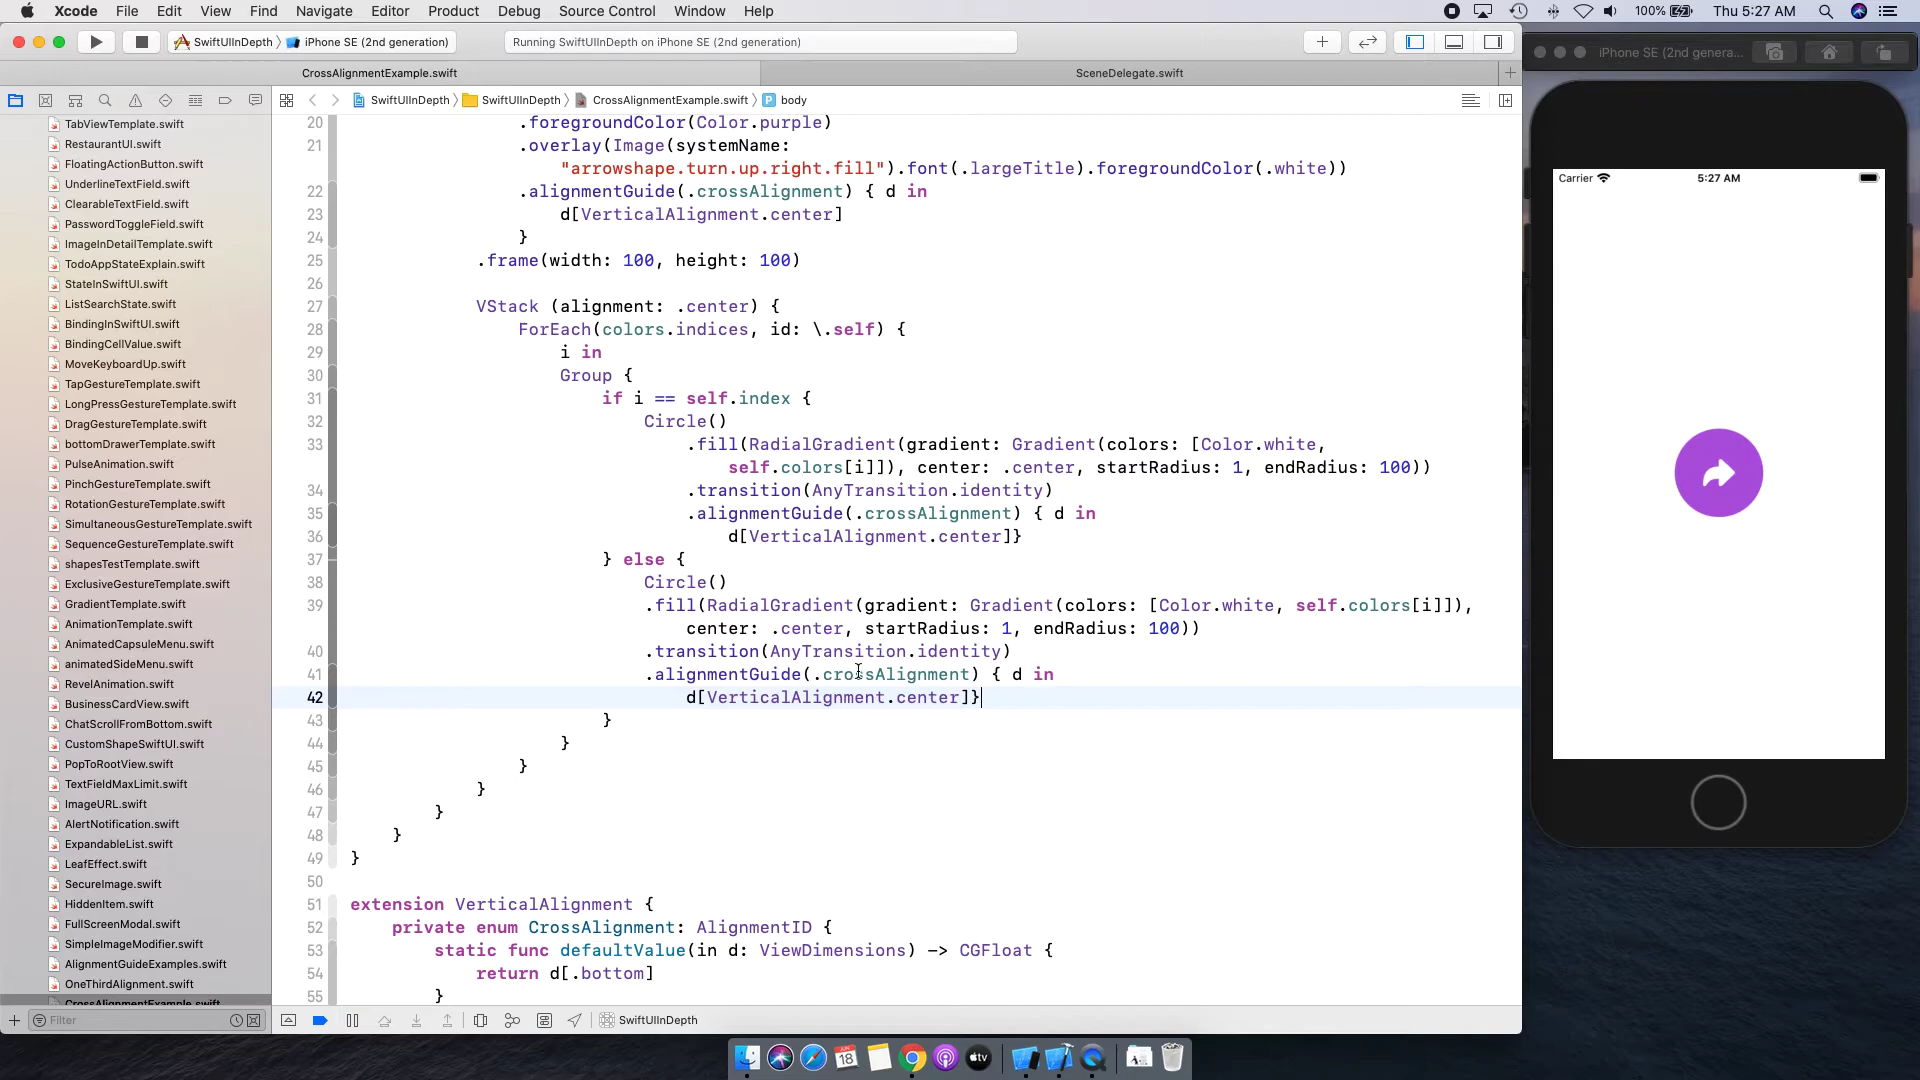 Xcode File Edit View Find Navigate Editor Product Debug Source Control Window Help 100% Thu 5:27 AM
SwiftUIInDepth iPhone SE (2nd generation) Running SwiftUIInDepth on iPhone SE (2nd generation)
iPhone SE (2nd genera...
CrossAlignmentExample.swift SceneDelegate.swift
SwiftUIInDepth SwiftUIInDepth CrossAlignmentExample.swift P body
TabViewTemplate.swift
RestaurantUI.swift
FloatingActionButton.swift
UnderlineTextField.swift
ClearableTextField.swift
PasswordToggleField.swift
ImageInDetailTemplate.swift
TodoAppStateExplain.swift
StateInSwiftUI.swift
ListSearchState.swift
BindingInSwiftUI.swift
BindingCellValue.swift
MoveKeyboardUp.swift
TapGestureTemplate.swift
LongPressGestureTemplate.swift
DragGestureTemplate.swift
bottomDrawerTemplate.swift
PulseAnimation.swift
PinchGestureTemplate.swift
RotationGestureTemplate.swift
SimultaneousGestureTemplate.swift
SequenceGestureTemplate.swift
shapesTestTemplate.swift
ExclusiveGestureTemplate.swift
GradientTemplate.swift
AnimationTemplate.swift
AnimatedCapsuleMenu.swift
animatedSideMenu.swift
RevelAnimation.swift
BusinessCardView.swift
ChatScrollFromBottom.swift
CustomShapeSwiftUI.swift
PopToRootView.swift
TextFieldMaxLimit.swift
ImageURL.swift
AlertNotification.swift
ExpandableList.swift
LeafEffect.swift
SecureImage.swift
HiddenItem.swift
FullScreenModal.swift
SimpleImageModifier.swift
AlignmentGuideExamples.swift
OneThirdAlignment.swift
CrossAlignmentExample.swift
Filter
20 .foregroundColor(Color.purple)
21 .overlay(Image(systemName:
"arrowshape.turn.up.right.fill").font(.largeTitle).foregroundColor(.white))
22 .alignmentGuide(.crossAlignment) { d in
23 d[VerticalAlignment.center]
24 }
25 .frame(width: 100, height: 100)
26
27 VStack (alignment: .center) {
28 ForEach(colors.indices, id: \.self) {
29 i in
30 Group {
31 if i == self.index {
32 Circle()
33 .fill(RadialGradient(gradient: Gradient(colors: [Color.white,
self.colors[i]]), center: .center, startRadius: 1, endRadius: 100))
34 .transition(AnyTransition.identity)
35 .alignmentGuide(.crossAlignment) { d in
36 d[VerticalAlignment.center]}
37 } else {
38 Circle()
39 .fill(RadialGradient(gradient: Gradient(colors: [Color.white, self.colors[i]]),
center: .center, startRadius: 1, endRadius: 100))
40 .transition(AnyTransition.identity)
41 .alignmentGuide(.crossAlignment) { d in
42 d[VerticalAlignment.center]}
43 }
44 }
45 }
46 }
47 }
48 }
49 }
50
51 extension VerticalAlignment {
52 private enum CrossAlignment: AlignmentID {
53 static func defaultValue(in d: ViewDimensions) -> CGFloat {
54 return d[.bottom]
55 }
SwiftUIInDepth
Carrier 5:27 AM
JUN
18
tv